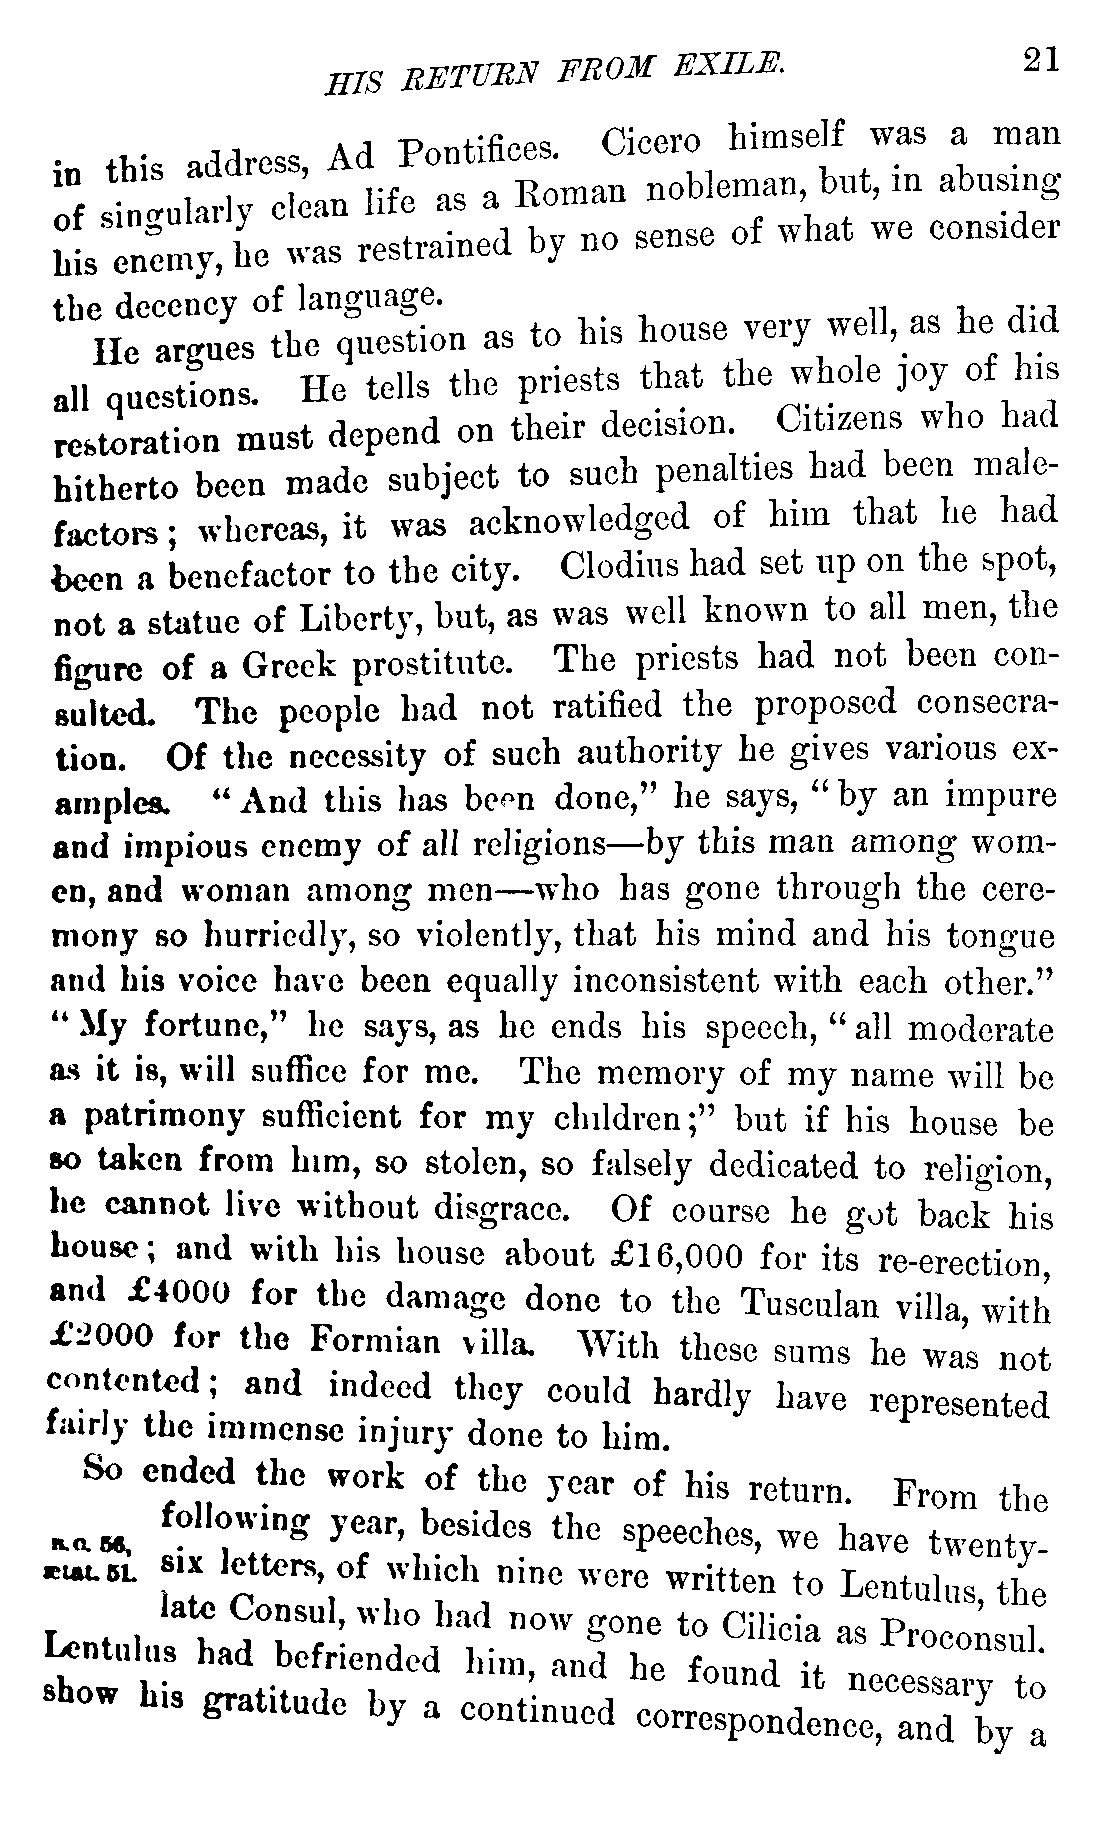 HIS RETURN FROM EXILE. 21
in this address, Ad Pontifices. Cicero himself was a man
of singularly clean life as a Roman nobleman, but, in abusing
his enemy, he was restrained by no sense of what we consider
the decency of language.
He argues the question as to his house very well, as he did
all questions. He tells the priests that the whole joy of his
restoration must depend on their decision. Citizens who had
hitherto been made subject to such penalties had been male-
factors; whereas, it was acknowledged of him that he had
been a benefactor to the city. Clodius had set up on the spot,
not a statue of Liberty, but, as was well known to all men, the
figure of a Greek prostitute. The priests had not been con-
sulted. The people had not ratified the proposed consecra-
tion. Of the necessity of such authority he gives various ex-
amples. "And this has been done," he says, "by an impure
and impious enemy of all religions—by this man among wom-
en, and woman among men—who has gone through the cere-
mony so hurriedly, so violently, that his mind and his tongue
and his voice have been equally inconsistent with each other."
"My fortune," he says, as he ends his speech, "all moderate
as it is, will suffice for me. The memory of my name will be
a patrimony sufficient for my children;" but if his house be
so taken from him, so stolen, so falsely dedicated to religion,
he cannot live without disgrace. Of course he got back his
house; and with his house about £16,000 for its re-erection,
and £4000 for the damage done to the Tusculan villa, with
£2000 for the Formian villa. With these sums he was not
contented; and indeed they could hardly have represented
fairly the immense injury done to him.
So ended the work of the year of his return. From the
following year, besides the speeches, we have twenty-
B.C. 56,
ætat. 51.
six letters, of which nine were written to Lentulus, the
late Consul, who had now gone to Cilicia as Proconsul.
Lentulus had befriended him, and he found it necessary to
show his gratitude by a continued correspondence, and by a